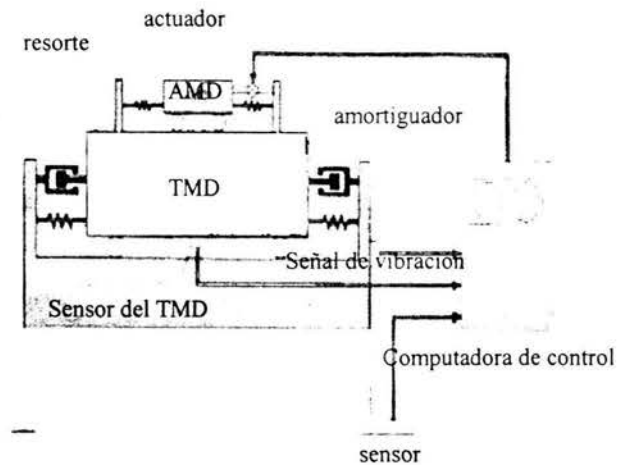 actuador
resorte
AMD
amortiguador
TMD
Señal de vibración
Sensor del TMD
Computadora de control
sensor